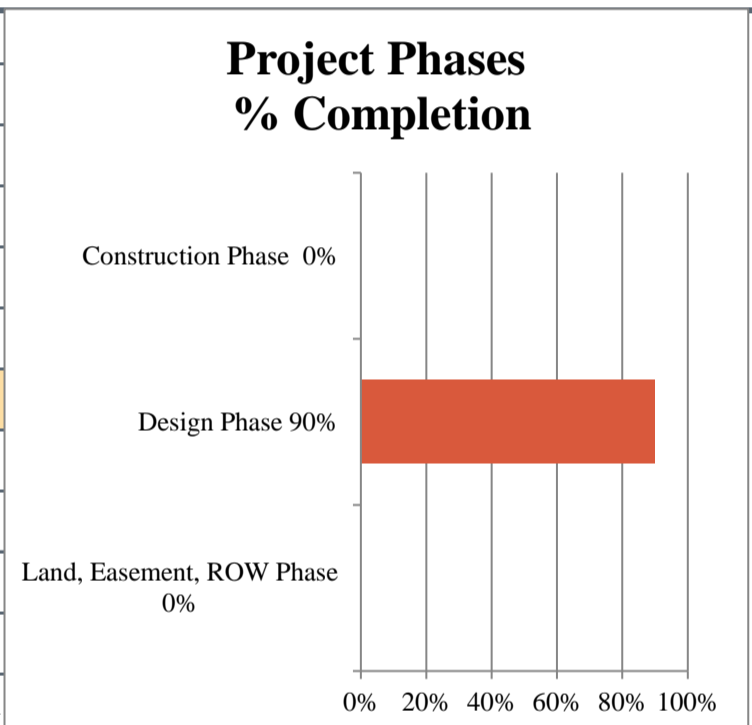 Project Phases
% Completion
Construction Phase  0%
Design Phase 90%
Land, Easement, ROW Phase
0%
0% 20% 40% 60% 80% 100%